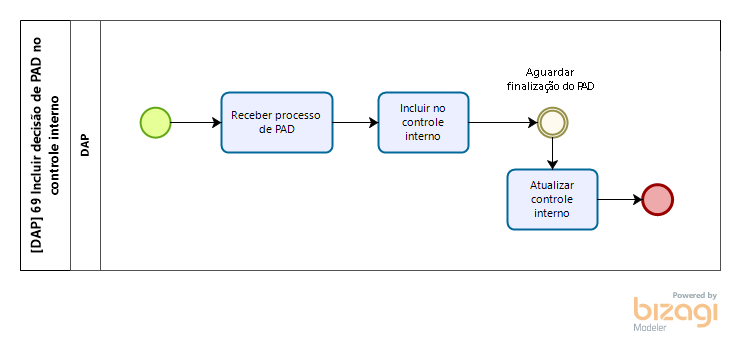 [DAP] 69 Incluir decisão de PAD no
controle interno
DAP
Receber processo
de PAD
Incluir no
controle
interno
Aguardar
finalização do PAD
Atualizar
controle
interno
Powered by
bizagi
Modeler